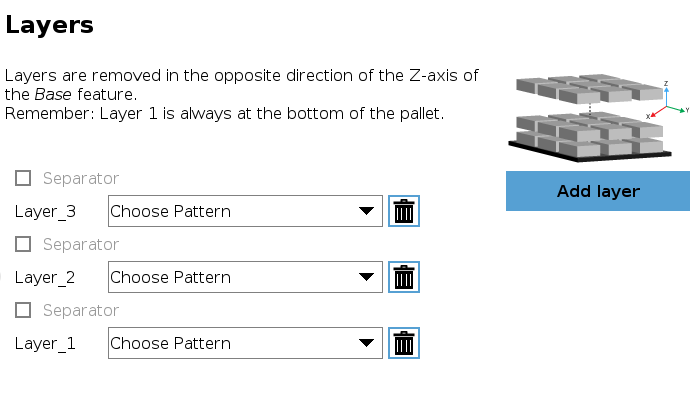 Layers
Layers are removed in the opposite direction of the Z-axis of
the Base feature.
Remember: Layer 1 is always at the bottom of the pallet.
Z
X
Y
Add layer
Separator
Layer_3 Choose Pattern
Separator
Layer_2 Choose Pattern
Separator
Layer_1 Choose Pattern